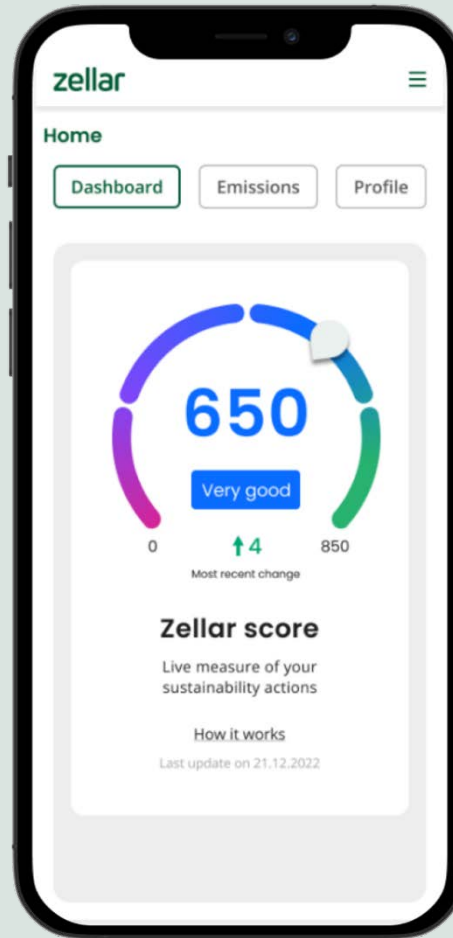 zellar
Home
Dashboard Emissions Profile
650
Very good
0 4 850
Most recent change
Zellar score
Live measure of your
sustainability actions
How it works
Last update on 21.12.2022